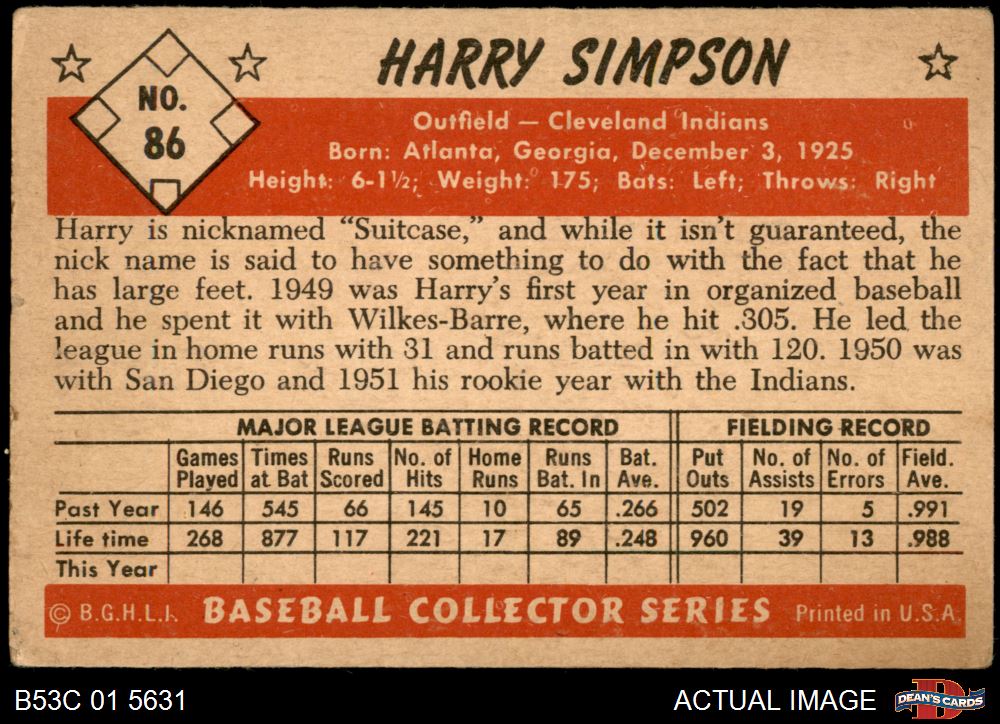 NO.
86
HARRY SIMPSON
Outfield — Cleveland Indians
Born: Atlanta, Georgia, December 3, 1925
Height: 6-1½; Weight: 175; Bats: Left; Throws: Right
Harry is nicknamed “Suitcase,” and while it isn’t guaranteed, the
nick name is said to have something to do with the fact that he
has large feet. 1949 was Harry’s first year in organized baseball
and he spent it with Wilkes-Barre, where he hit .305. He led the
league in home runs with 31 and runs batted in with 120. 1950 was
with San Diego and 1951 his rookie year with the Indians.
MAJOR LEAGUE BATTING RECORD FIELDING RECORD
Games Times Runs No. of Home Runs Bat. Put No. of No. of Field.
Played at Bat Scored Hits Runs Bat. In Ave. Outs Assists Errors Ave.
Past Year 146 545 66 145 10 65 .266 502 19 5 .991
Life time 268 877 117 221 17 89 .248 960 39 13 .988
This Year
© B.G.H.L.I. BASEBALL COLLECTOR SERIES Printed in U.S.A.
B53C 01 5631 ACTUAL IMAGE DEAN'S CARDS